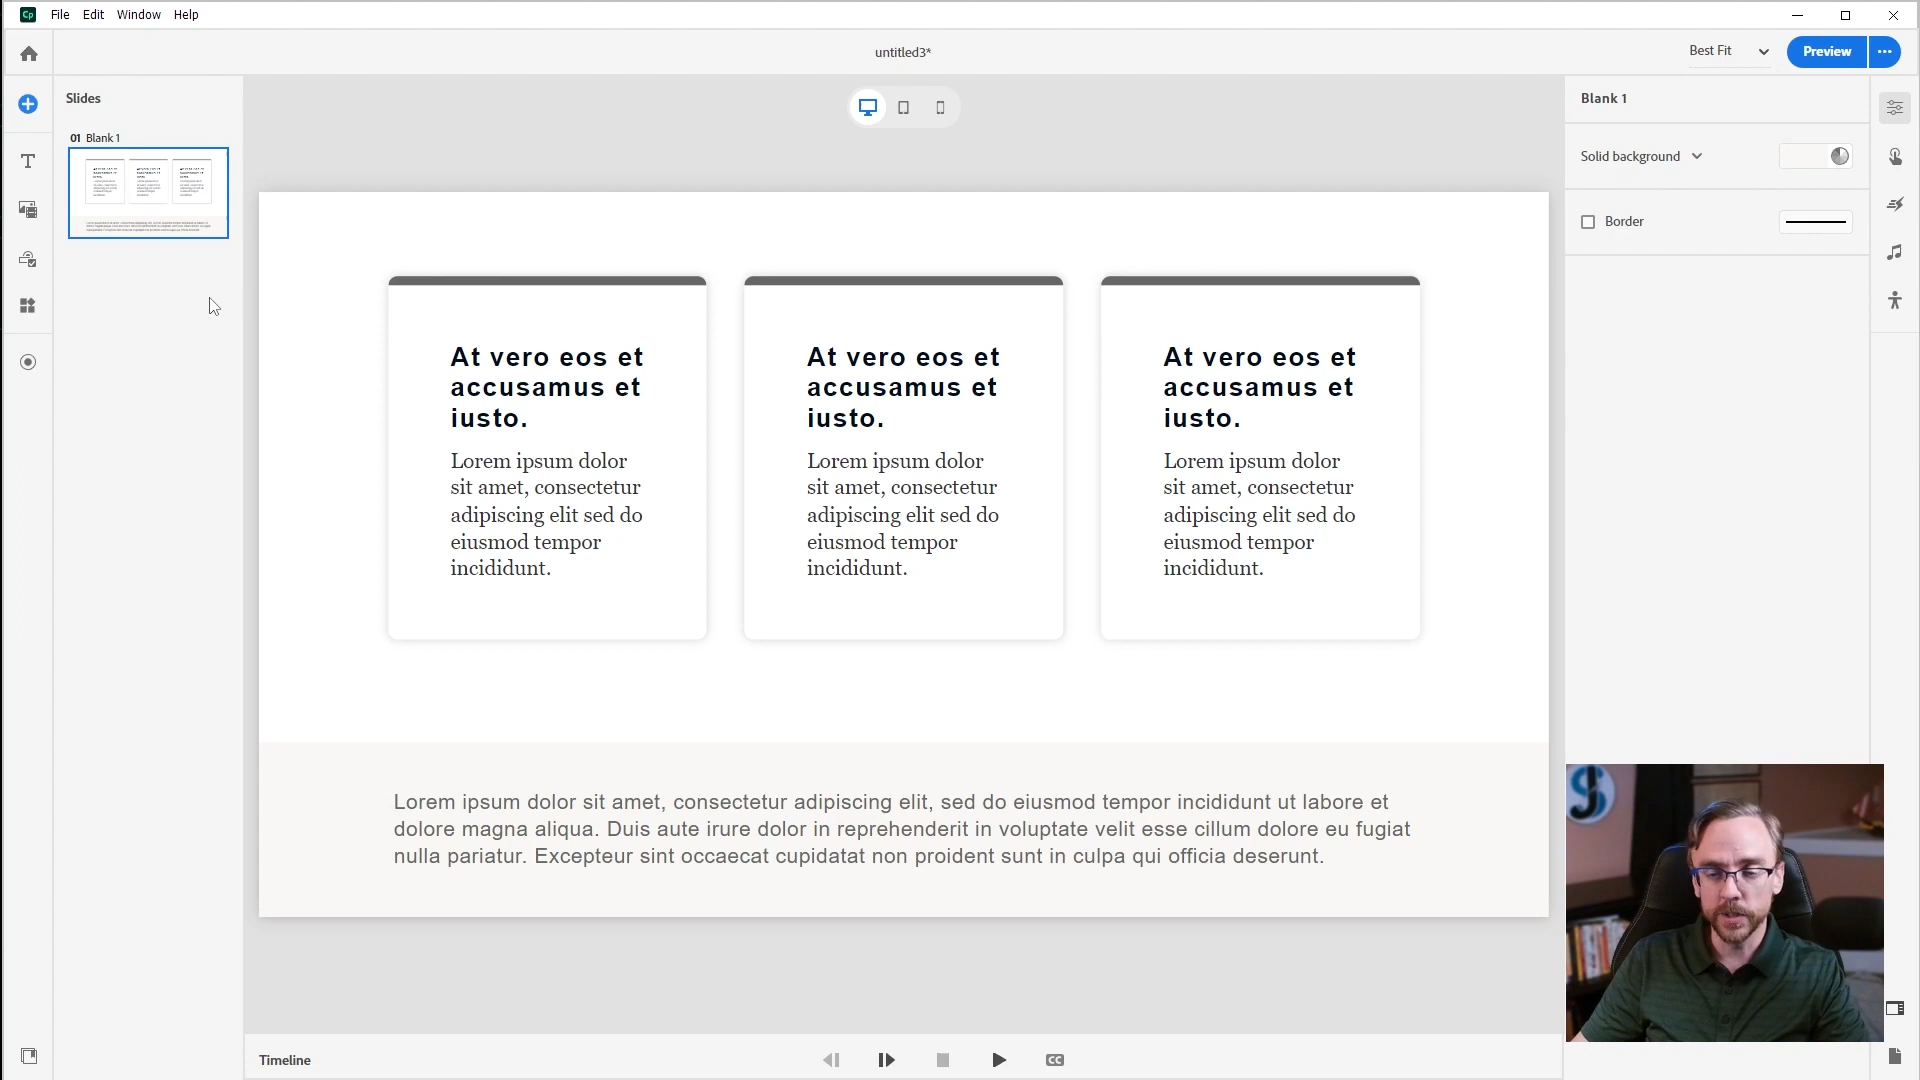 Cp File Edit Window Help
untitled3*
Best Fit
Preview
Slides
01 Blank 1
Blank 1
Solid background
Border
At vero eos et
accusamus et
iusto.
Lorem ipsum dolor
sit amet, consectetur
adipiscing elit sed do
eiusmod tempor
incididunt.
At vero eos et
accusamus et
iusto.
Lorem ipsum dolor
sit amet, consectetur
adipiscing elit sed do
eiusmod tempor
incididunt.
At vero eos et
accusamus et
iusto.
Lorem ipsum dolor
sit amet, consectetur
adipiscing elit sed do
eiusmod tempor
incididunt.
Lorem ipsum dolor sit amet, consectetur adipiscing elit, sed do eiusmod tempor incididunt ut labore et
dolore magna aliqua. Duis aute irure dolor in reprehenderit in voluptate velit esse cillum dolore eu fugiat
nulla pariatur. Excepteur sint occaecat cupidatat non proident sunt in culpa qui officia deserunt.
Timeline
CC